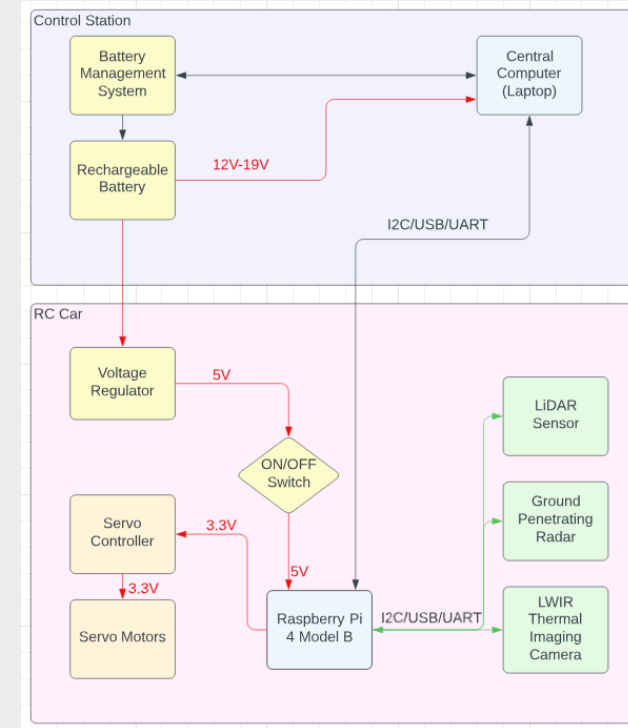 Control Station
Battery
Management
System
Central
Computer
(Laptop)
Rechargeable
Battery
12V-19V
I2C/USB/UART
RC Car
Voltage
Regulator
5V
LiDAR
Sensor
ON/OFF
Switch
Ground
Penetrating
Radar
Servo
Controller
3.3V
5V
3.3V
Servo Motors
Raspberry Pi
4 Model B
I2C/USB/UART
LWIR
Thermal
Imaging
Camera